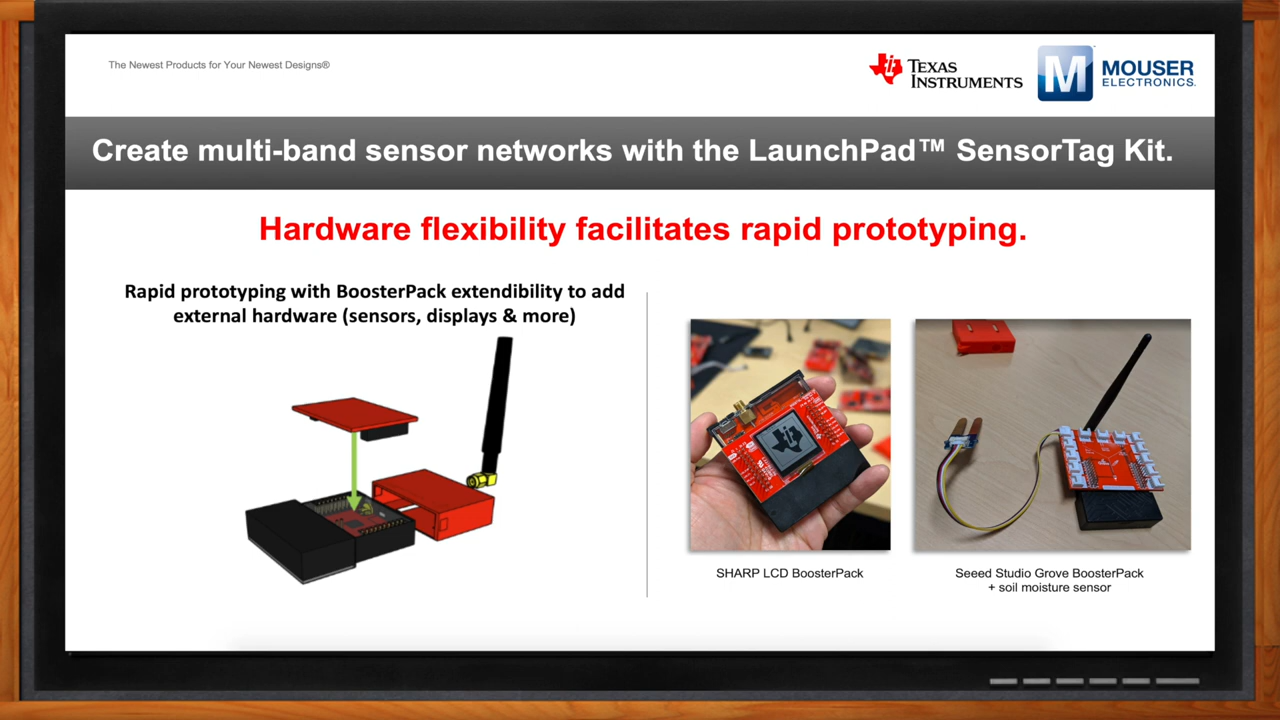 The Newest Products for Your Newest Designs®
TEXAS INSTRUMENTS
M MOUSER ELECTRONICS.
Create multi-band sensor networks with the LaunchPad™ SensorTag Kit.
Hardware flexibility facilitates rapid prototyping.
Rapid prototyping with BoosterPack extendibility to add
external hardware (sensors, displays & more)
SHARP LCD BoosterPack
Seeed Studio Grove BoosterPack
+ soil moisture sensor